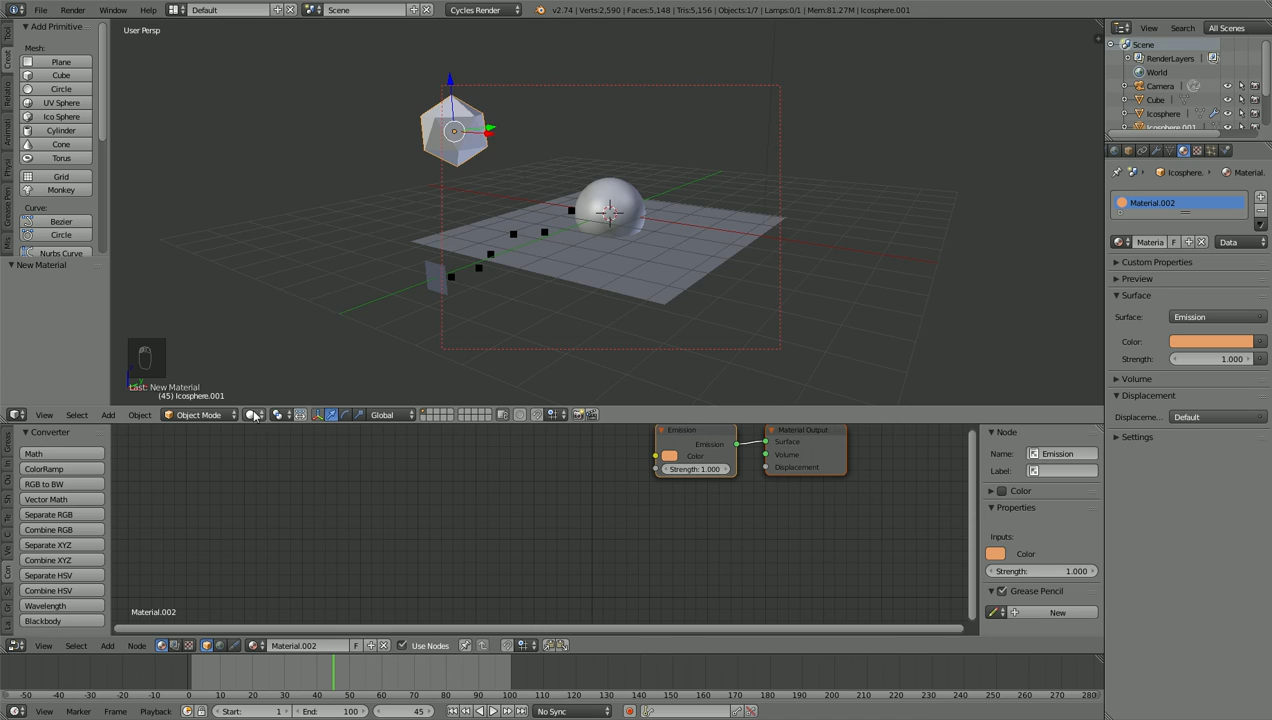 File
Render
Window
Help
Default
Scene
Cycles Render
v2.74 | Verts:2,590 | Faces:5,148 | Tris:5,156 | Objects:1/7 | Lamps:0/1 | Mem:81.27M | Icosphere.001
Add Primitive
Mesh:
Plane
Cube
Circle
UV Sphere
Ico Sphere
Cylinder
Cone
Torus
Grid
Monkey
Curve:
Bezier
Circle
Nurbs Curve
New Material
Tool
Creat
Relatio
Animati
Physi
Grease Pen
Mis
User Persp
Last: New Material
(45) Icosphere.001
View
Select
Add
Object
Object Mode
Global
View
Search
All Scenes
Scene
RenderLayers
World
Camera
Cube
Icosphere
Icosphere.001
Icosphere.
Material.
Material.002
Materia
F
Data
Custom Properties
Preview
Surface
Surface:
Emission
Color:
Strength:
1.000
Volume
Displacement
Displaceme...
Default
Settings
Converter
Math
ColorRamp
RGB to BW
Vector Math
Separate RGB
Combine RGB
Separate XYZ
Combine XYZ
Separate HSV
Combine HSV
Wavelength
Blackbody
Emission
Emission
Color
Strength: 1.000
Material Output
Surface
Volume
Displacement
Material.002
Node
Name:
Emission
Label:
Color
Properties
Inputs:
Color
Strength:
1.000
Grease Pencil
New
View
Select
Add
Node
Material.002
F
Use Nodes
-50 -40 -30 -20 -10 0 10 20 30 40 50 60 70 80 90 100 110 120 130 140 150 160 170 180 190 200 210 220 230 240 250 260 270 280
View
Marker
Frame
Playback
Start:
1
End:
100
45
No Sync